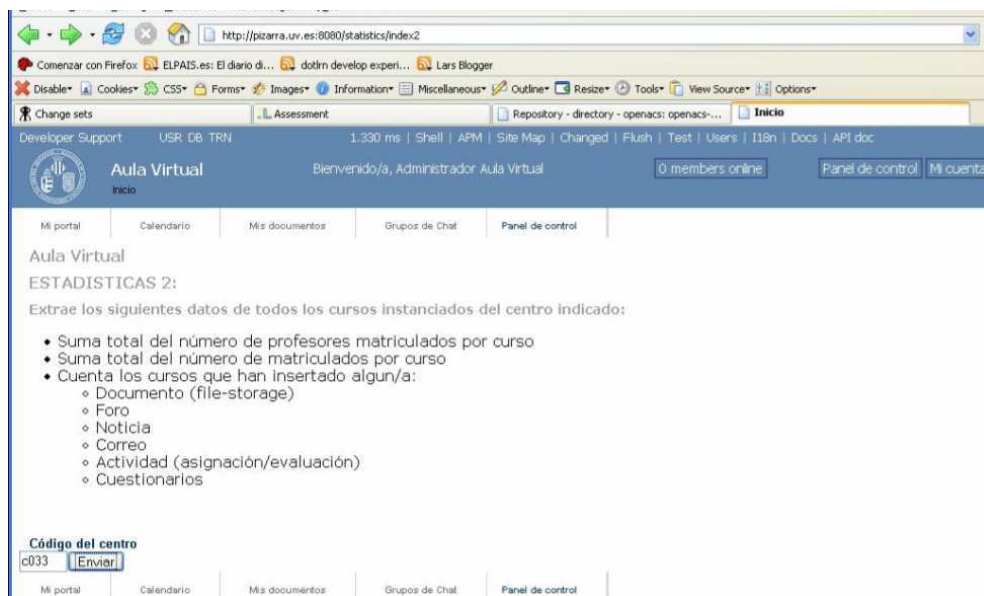 http://pizarra.uv.es:8080/statistics/index2
Comenzar con Firefox ELPAIS.es: El diario di... dotlrn develop experi... Lars Blogger
Disable Cookies CSS Forms Images Information Miscellaneous Outline Resize Tools View Source Options
Change sets Assessment Repository - directory - openacs: openacs-... Inicio
Developer Support USR DB TRN 1.330 ms | Shell | APM | Site Map | Changed | Flush | Test | Users | I18n | Docs | API doc
Aula Virtual Bienvenido/a, Administrador Aula Virtual 0 members online Panel de control Mi cuenta
Inicio
Mi portal Calendario Mis documentos Grupos de Chat Panel de control
Aula Virtual
ESTADISTICAS 2:
Extrae los siguientes datos de todos los cursos instanciados del centro indicado:
Suma total del número de profesores matriculados por curso
Suma total del número de matriculados por curso
Cuenta los cursos que han insertado algun/a:
Documento (file-storage)
Foro
Noticia
Correo
Actividad (asignación/evaluación)
Cuestionarios
Código del centro
c033 Enviar
Mi portal Calendario Mis documentos Grupos de Chat Panel de control